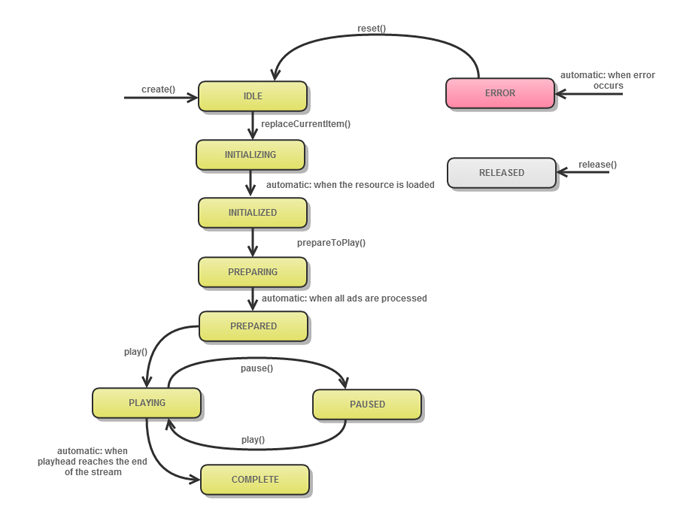 reset()
create()
IDLE
ERROR
automatic: when error
occurs
replaceCurrentItem()
INITIALIZING
RELEASED
release()
automatic: when the resource is loaded
INITIALIZED
prepareToPlay()
PREPARING
automatic: when all ads are processed
PREPARED
play()
pause()
PLAYING
PAUSED
play()
automatic: when
playhead reaches the end
of the stream
COMPLETE